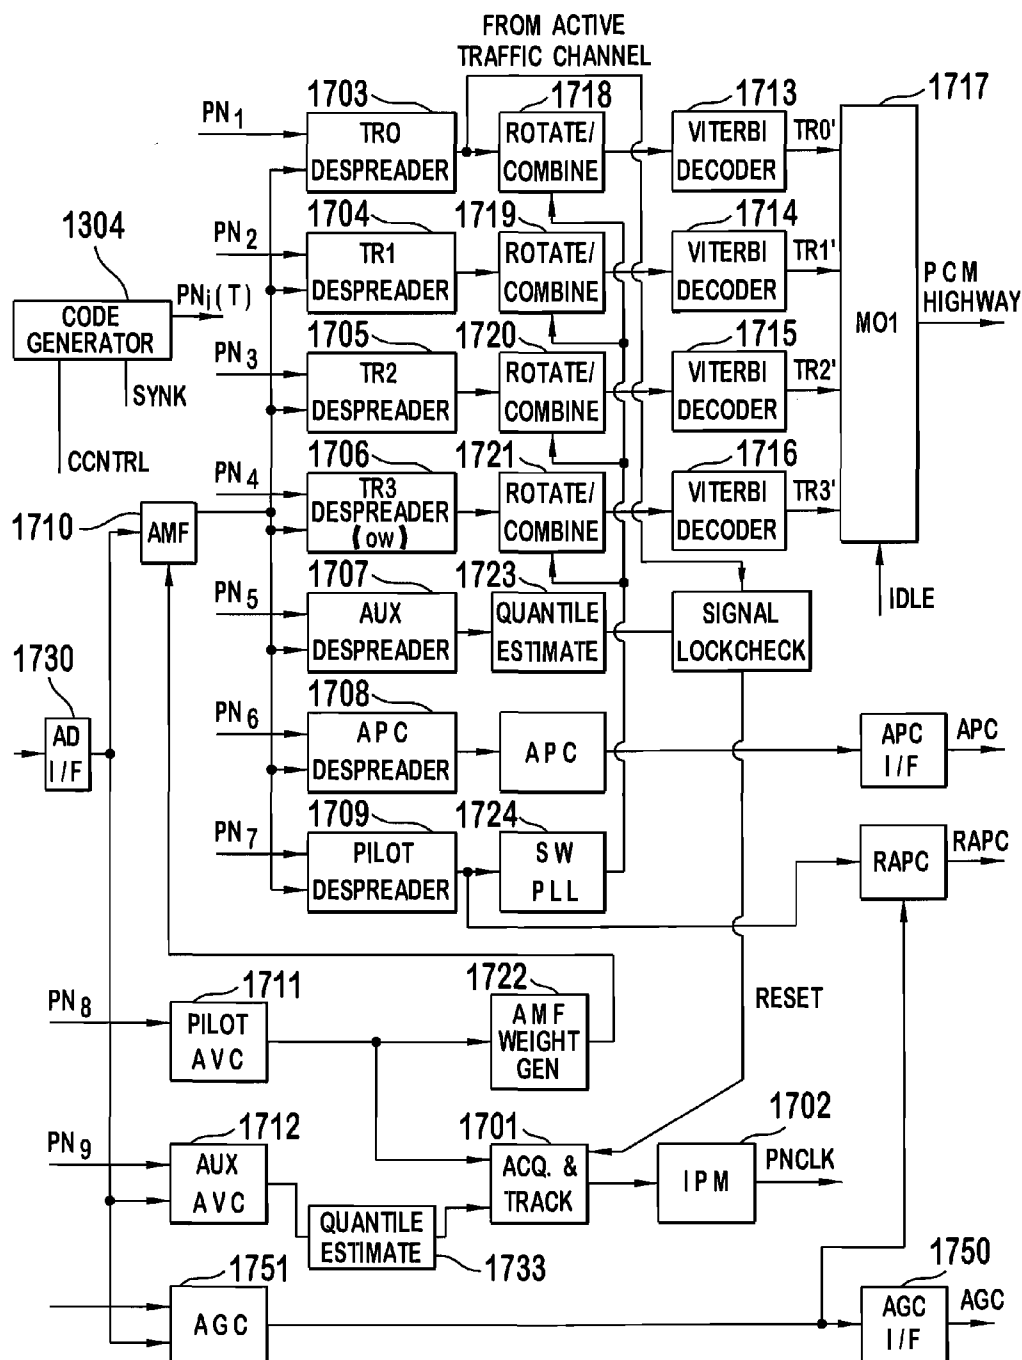 FROM ACTIVE
TRAFFIC CHANNEL
1703
1718
1713
1717
PN1
TRO
DESPREADER
ROTATE/
COMBINE
VITERBI
DECODER
TR0'
1304
1704
1719
1714
PN2
TR1
DESPREADER
ROTATE/
COMBINE
VITERBI
DECODER
TR1'
CODE
GENERATOR
PNi(T)
PCM
HIGHWAY
MO1
1705
1720
1715
PN3
TR2
DESPREADER
ROTATE/
COMBINE
VITERBI
DECODER
TR2'
SYNK
CCNTRL
1706
1721
1716
PN4
TR3
DESPREADER
(OW)
ROTATE/
COMBINE
VITERBI
DECODER
TR3'
1710
AMF
1707
1723
PN5
AUX
DESPREADER
QUANTILE
ESTIMATE
SIGNAL
LOCKCHECK
IDLE
1730
AD
I/F
1708
PN6
APC
DESPREADER
APC
APC
I/F
APC
1709
1724
PN7
PILOT
DESPREADER
SW
PLL
RAPC
RAPC
1711
1722
PN8
PILOT
AVC
AMF
WEIGHT
GEN
RESET
1712
1701
1702
PN9
AUX
AVC
ACQ. &
TRACK
IPM
PNCLK
QUANTILE
ESTIMATE
1733
1751
1750
AGC
AGC
I/F
AGC